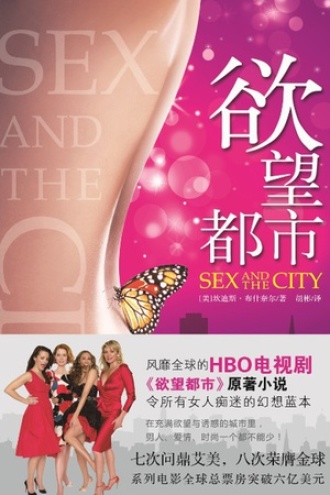 SEX
AND
THE
CI
欲望都市
SEX AND THE CITY
[美]坎迪斯·布什奈尔/著 胡彬/译
风靡全球的HBO电视剧
《欲望都市》原著小说
令所有女人痴迷的幻想蓝本
在充满欲望与诱惑的城市里,
男人、爱情、时尚一个都不能少!
七次问鼎艾美,八次荣膺金球
系列电影全球总票房突破六亿美元